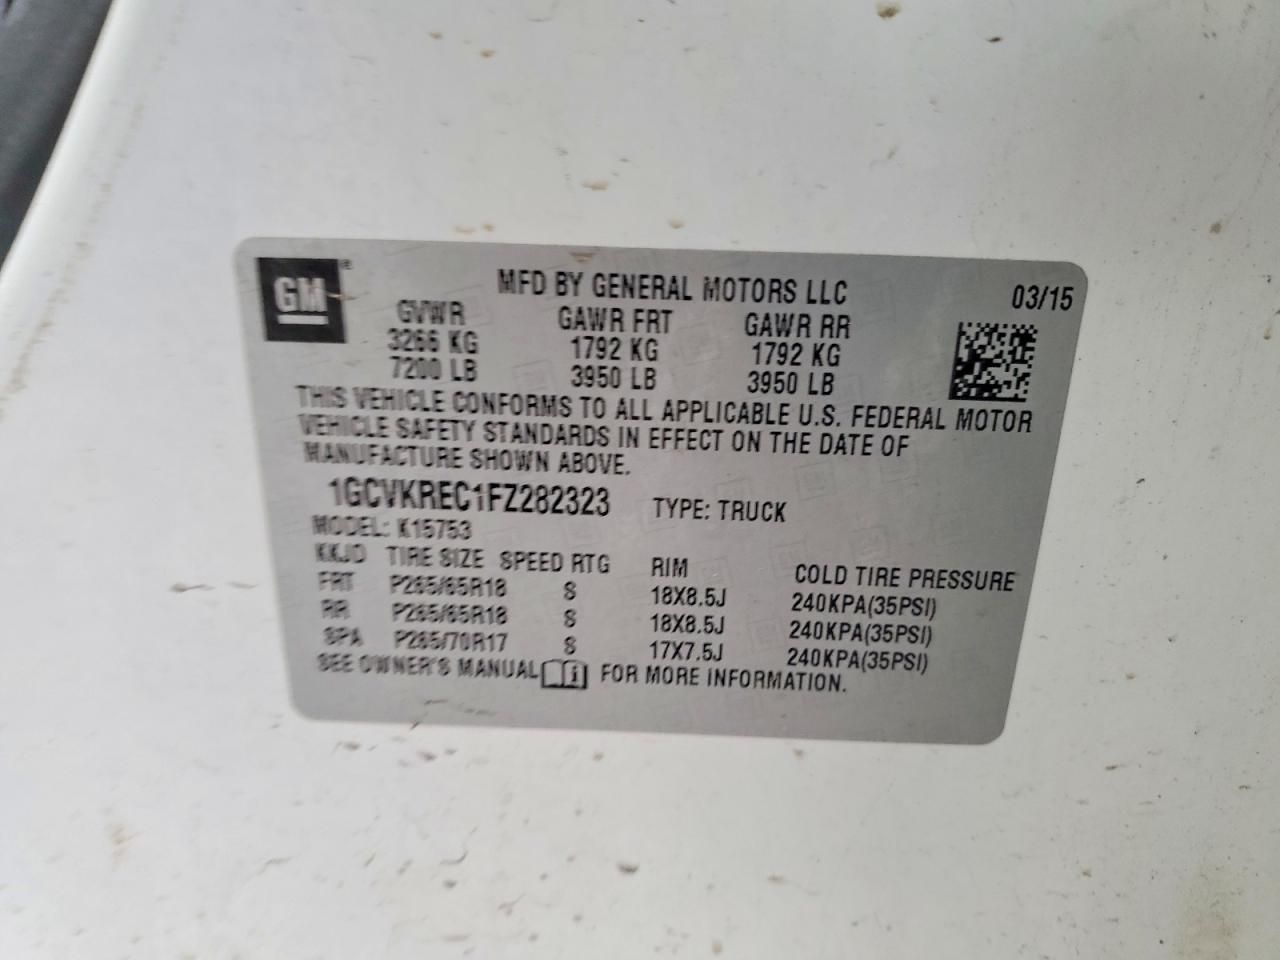 GM®
MFD BY GENERAL MOTORS LLC 03/15
GVWR GAWR FRT GAWR RR
3266 KG 1792 KG 1792 KG
7200 LB 3950 LB 3950 LB
THIS VEHICLE CONFORMS TO ALL APPLICABLE U.S. FEDERAL MOTOR
VEHICLE SAFETY STANDARDS IN EFFECT ON THE DATE OF
MANUFACTURE SHOWN ABOVE.
1GCVKREC1FZ282323 TYPE: TRUCK
MODEL: K15753
KKJD TIRE SIZE SPEED RTG RIM COLD TIRE PRESSURE
FRT P265/65R18 S 18X8.5J 240KPA(35PSI)
RR P265/65R18 S 18X8.5J 240KPA(35PSI)
SPA P265/70R17 S 17X7.5J 240KPA(35PSI)
SEE OWNER'S MANUAL FOR MORE INFORMATION.